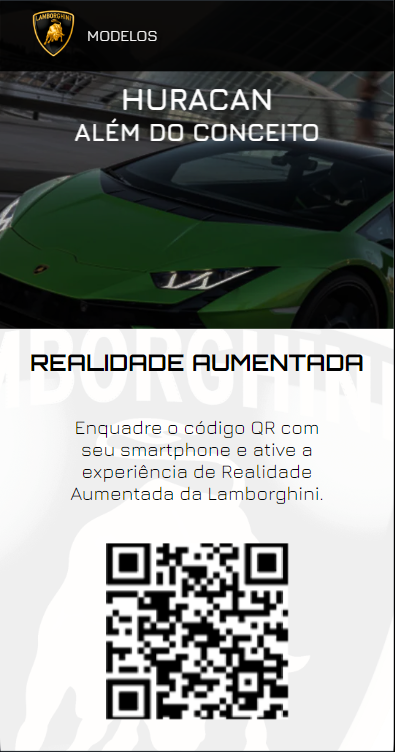 LAMBORGHINI
MODELOS
HURACAN
ALÉM DO CONCEITO
REALIDADE AUMENTADA
Enquadre o código QR com
seu smartphone e ative a
experiência de Realidade
Aumentada da Lamborghini.